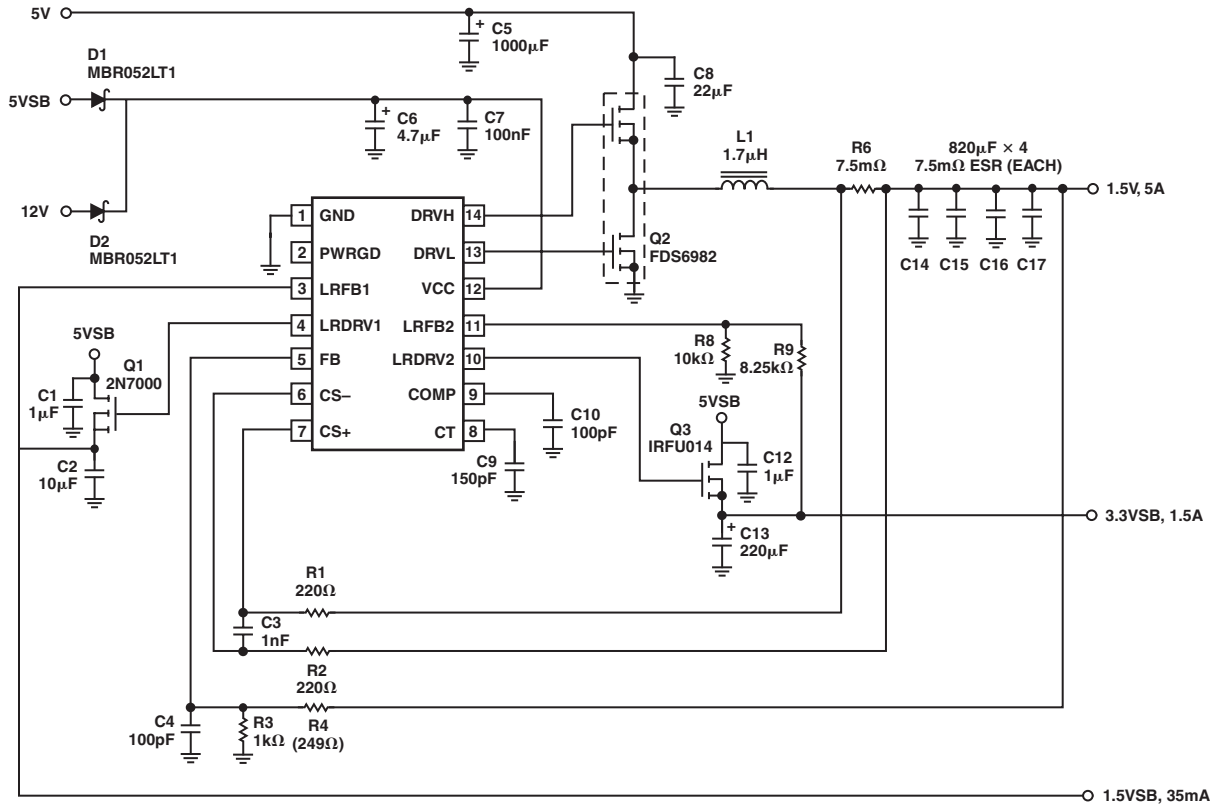 5V
+
C5
1000μF
D1
MBR052LT1
5VSB
+
C6
4.7μF
C7
100nF
C8
22μF
12V
D2
MBR052LT1
L1
1.7μH
R6
7.5mΩ
820μF × 4
7.5mΩ ESR (EACH)
1.5V, 5A
C14
C15
C16
C17
Q2
FDS6982
1 GND
2 PWRGD
3 LRFB1
4 LRDRV1
5 FB
6 CS–
7 CS+
DRVH 14
DRVL 13
VCC 12
LRFB2 11
LRDRV2 10
COMP 9
CT 8
5VSB
Q1
2N7000
C1
1μF
C2
10μF
R8
10kΩ
R9
8.25kΩ
C10
100pF
C9
150pF
5VSB
Q3
IRFU014
C12
1μF
3.3VSB, 1.5A
+
C13
220μF
R1
220Ω
C3
1nF
R2
220Ω
C4
100pF
R3
1kΩ
R4
(249Ω)
1.5VSB, 35mA